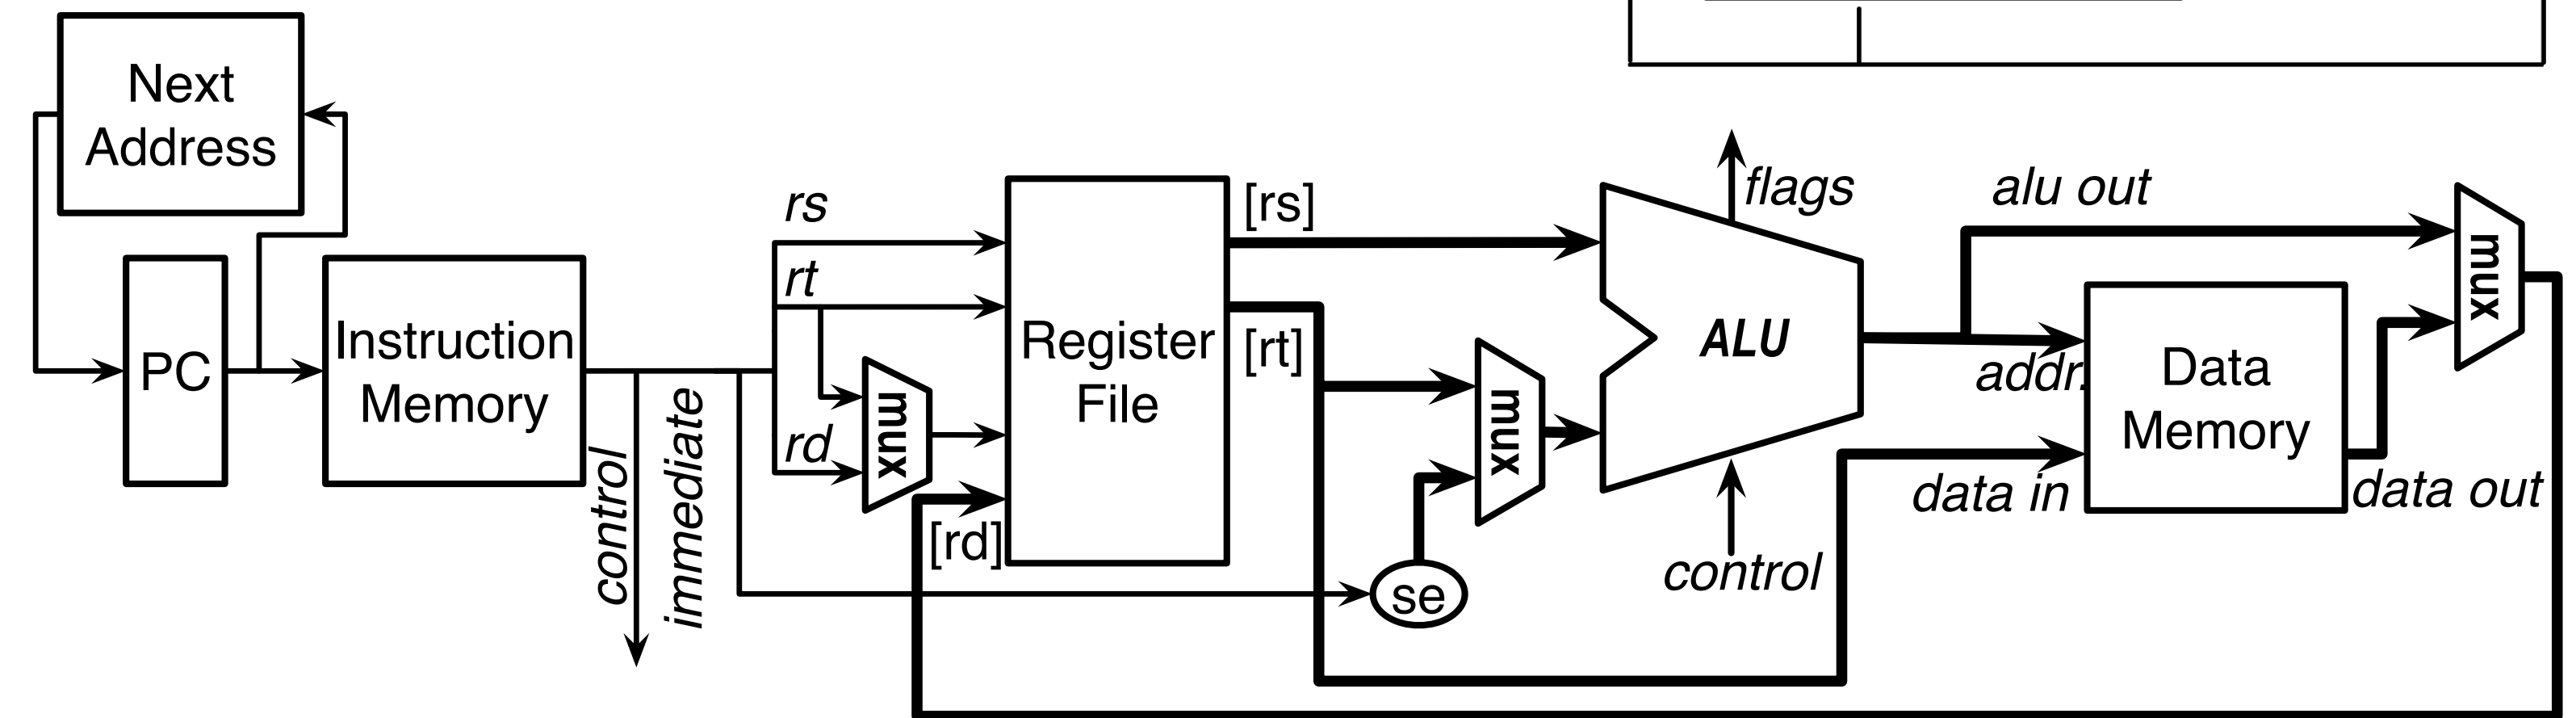 Next
Address
PC
Instruction
Memory
control
immediate
rs
rt
rd
mux
[rd]
Register
File
[rs]
[rt]
se
mux
flags
ALU
control
alu out
addr.
data in
Data
Memory
data out
mux